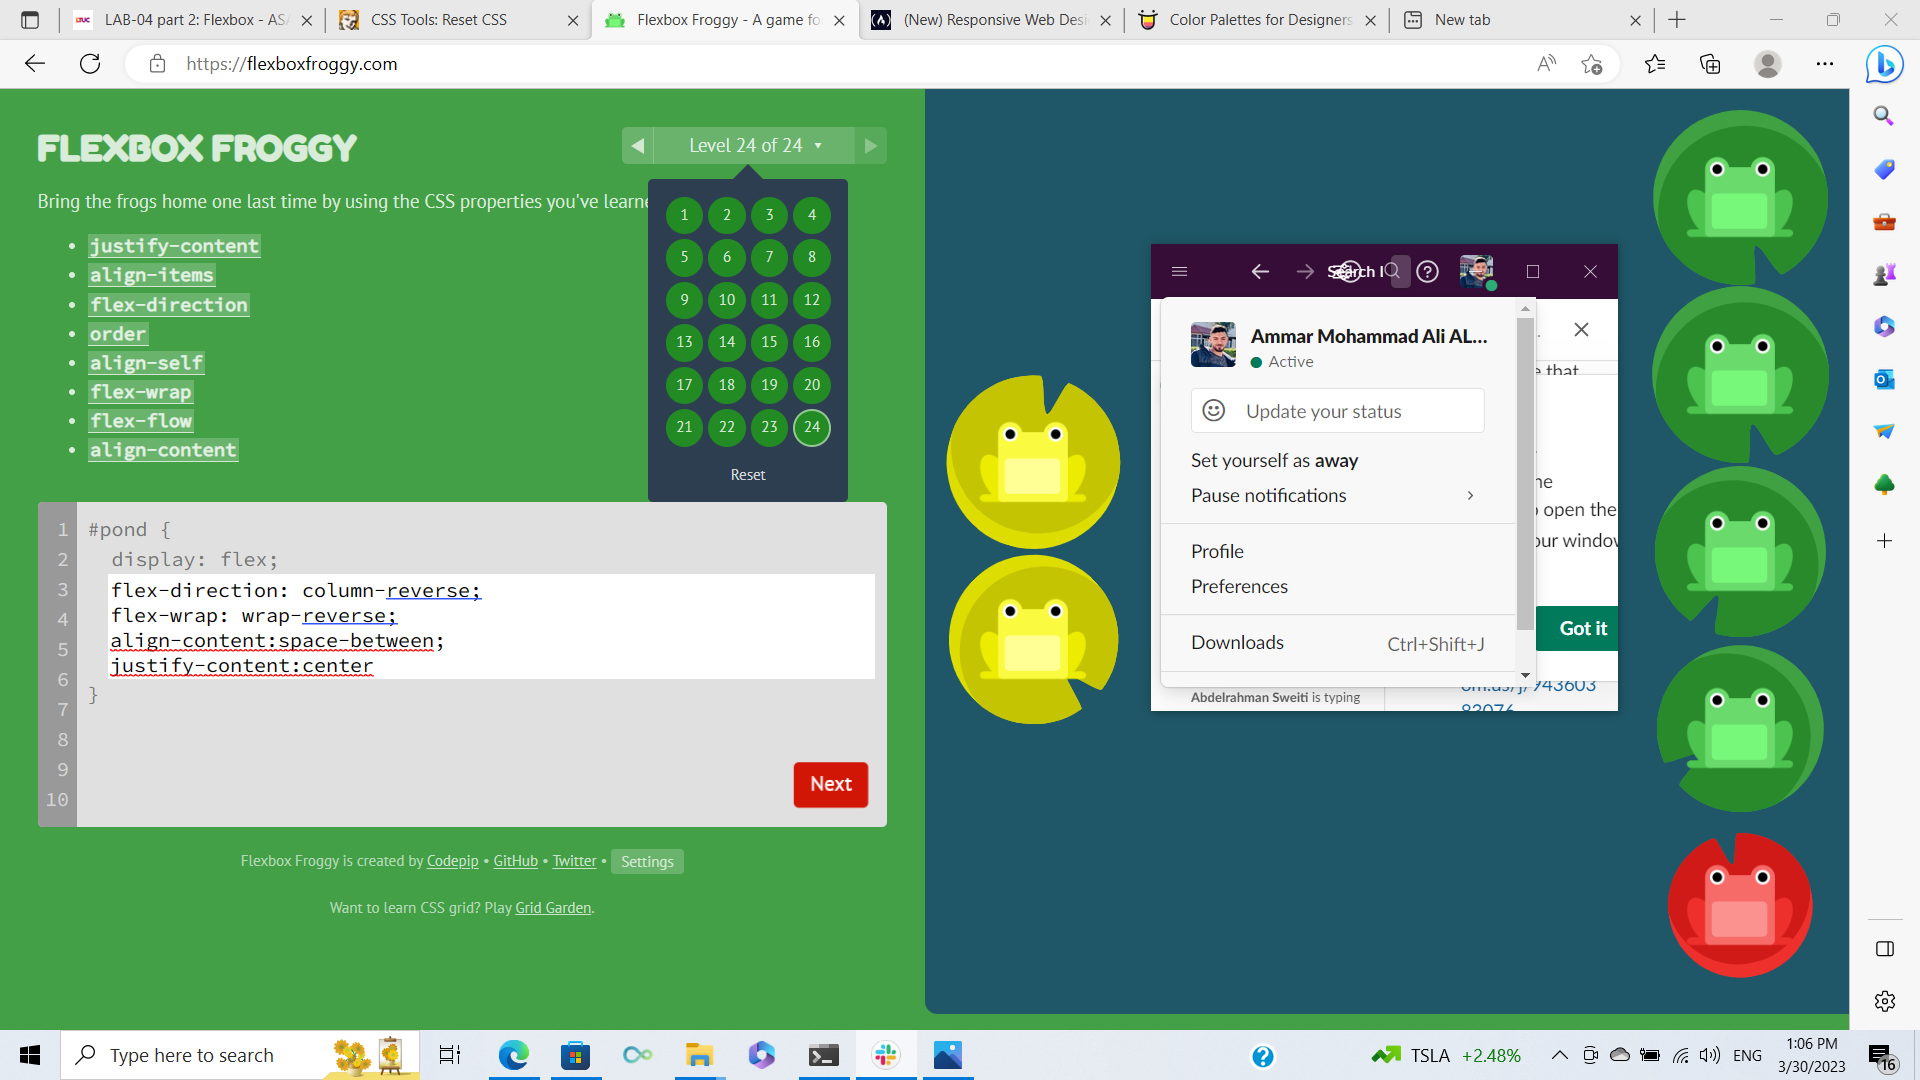 LAB-04 part 2: Flexbox - ASA
CSS Tools: Reset CSS
Flexbox Froggy - A game fo
(New) Responsive Web Desi
Color Palettes for Designers
New tab
https://flexboxfroggy.com
FLEXBOX FROGGY
Level 24 of 24 ▾
Bring the frogs home one last time by using the CSS properties you've learne
• justify-content
• align-items
• flex-direction
• order
• align-self
• flex-wrap
• flex-flow
• align-content
1 2 3 4
5 6 7 8
9 10 11 12
13 14 15 16
17 18 19 20
21 22 23 24
Reset
1 #pond {
2 display: flex;
3 flex-direction: column-reverse;
4 flex-wrap: wrap-reverse;
5 align-content:space-between;
6 justify-content:center
7 }
8
9
10
Next
Flexbox Froggy is created by Codepip • GitHub • Twitter • Settings
Want to learn CSS grid? Play Grid Garden.
Ammar Mohammad Ali AL...
Active
Update your status
Set yourself as away
Pause notifications
Profile
Preferences
Downloads Ctrl+Shift+J
that
open the
our window
Got it
Abdelrahman Sweiti is typing
om.us/j/943603
83076
Type here to search
TSLA +2.48%
ENG
1:06 PM
3/30/2023
16